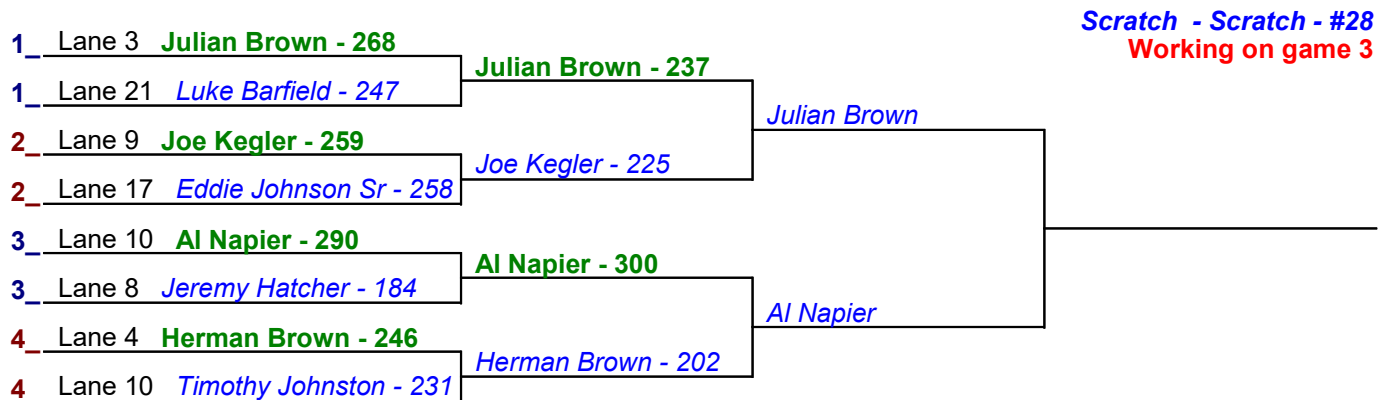 Scratch - Scratch - #28
Working on game 3
1_ Lane 3 Julian Brown - 268
1_ Lane 21 Luke Barfield - 247
2_ Lane 9 Joe Kegler - 259
2_ Lane 17 Eddie Johnson Sr - 258
3_ Lane 10 Al Napier - 290
3_ Lane 8 Jeremy Hatcher - 184
4_ Lane 4 Herman Brown - 246
4 Lane 10 Timothy Johnston - 231
Julian Brown - 237
Joe Kegler - 225
Al Napier - 300
Herman Brown - 202
Julian Brown
Al Napier